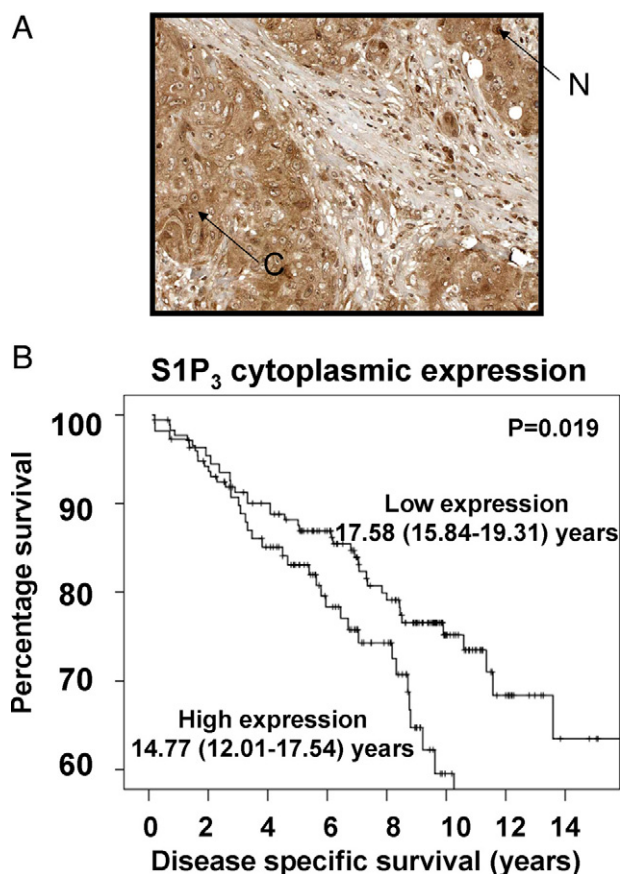 A
N
C
B
S1P₃ cytoplasmic expression
P=0.019
Low expression
17.58 (15.84-19.31) years
High expression
14.77 (12.01-17.54) years
Percentage survival
100
90
80
70
60
0 2 4 6 8 10 12 14
Disease specific survival (years)